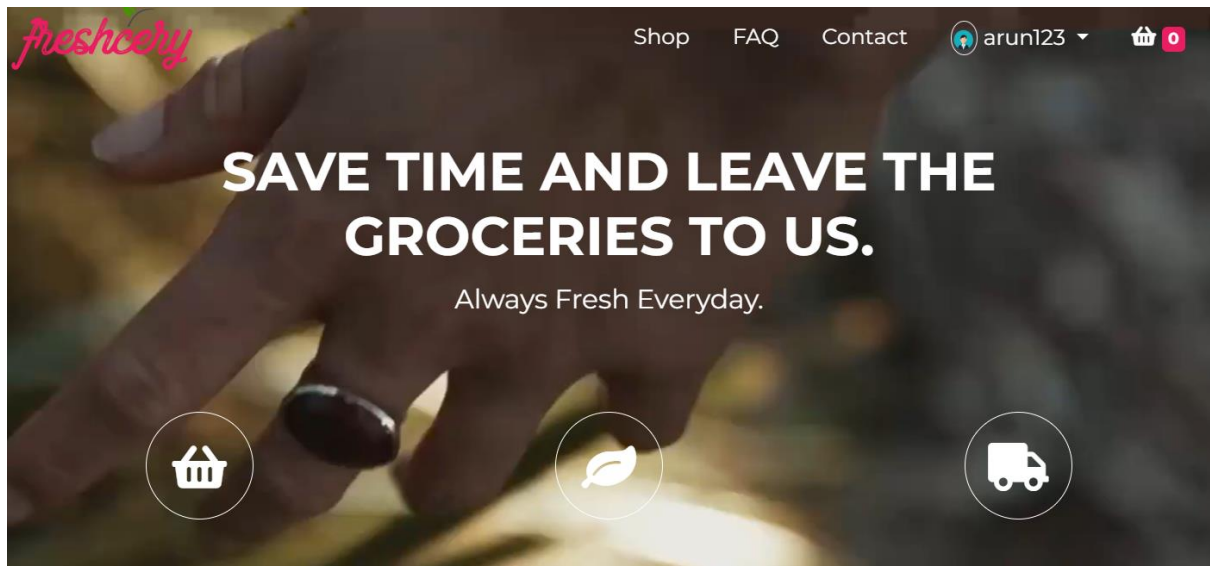 freshcery
Shop FAQ Contact arun123 0
SAVE TIME AND LEAVE THE
GROCERIES TO US.
Always Fresh Everyday.